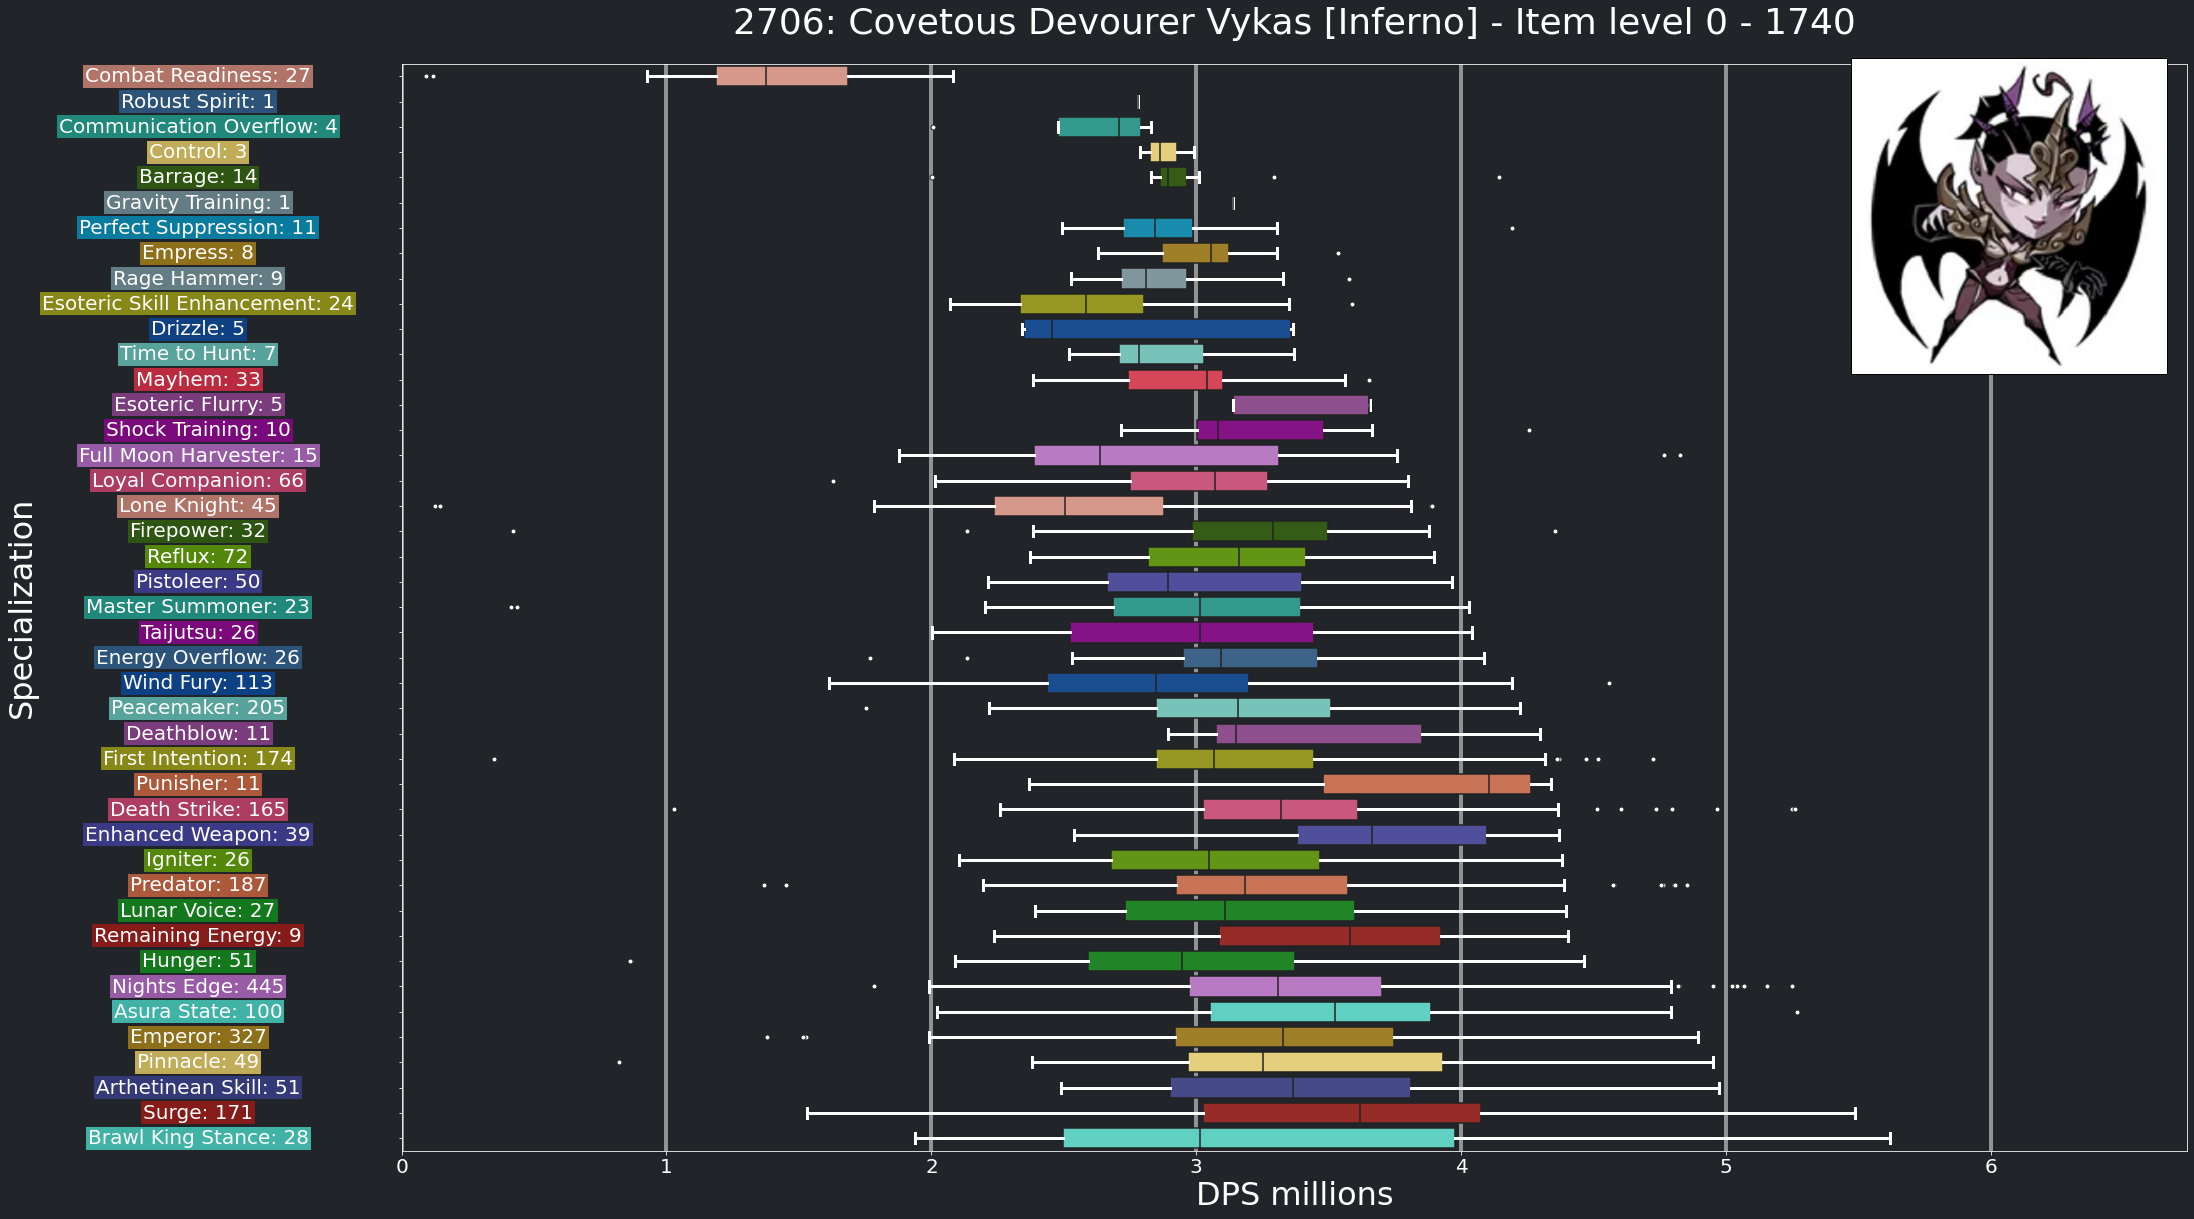 2706: Covetous Devourer Vykas [Inferno] - Item level 0 - 1740
Specialization
Combat Readiness: 27
Robust Spirit: 1
Communication Overflow: 4
Control: 3
Barrage: 14
Gravity Training: 1
Perfect Suppression: 11
Empress: 8
Rage Hammer: 9
Esoteric Skill Enhancement: 24
Drizzle: 5
Time to Hunt: 7
Mayhem: 33
Esoteric Flurry: 5
Shock Training: 10
Full Moon Harvester: 15
Loyal Companion: 66
Lone Knight: 45
Firepower: 32
Reflux: 72
Pistoleer: 50
Master Summoner: 23
Taijutsu: 26
Energy Overflow: 26
Wind Fury: 113
Peacemaker: 205
Deathblow: 11
First Intention: 174
Punisher: 11
Death Strike: 165
Enhanced Weapon: 39
Igniter: 26
Predator: 187
Lunar Voice: 27
Remaining Energy: 9
Hunger: 51
Nights Edge: 445
Asura State: 100
Emperor: 327
Pinnacle: 49
Arthetinean Skill: 51
Surge: 171
Brawl King Stance: 28
0 1 2 3 4 5 6
DPS millions